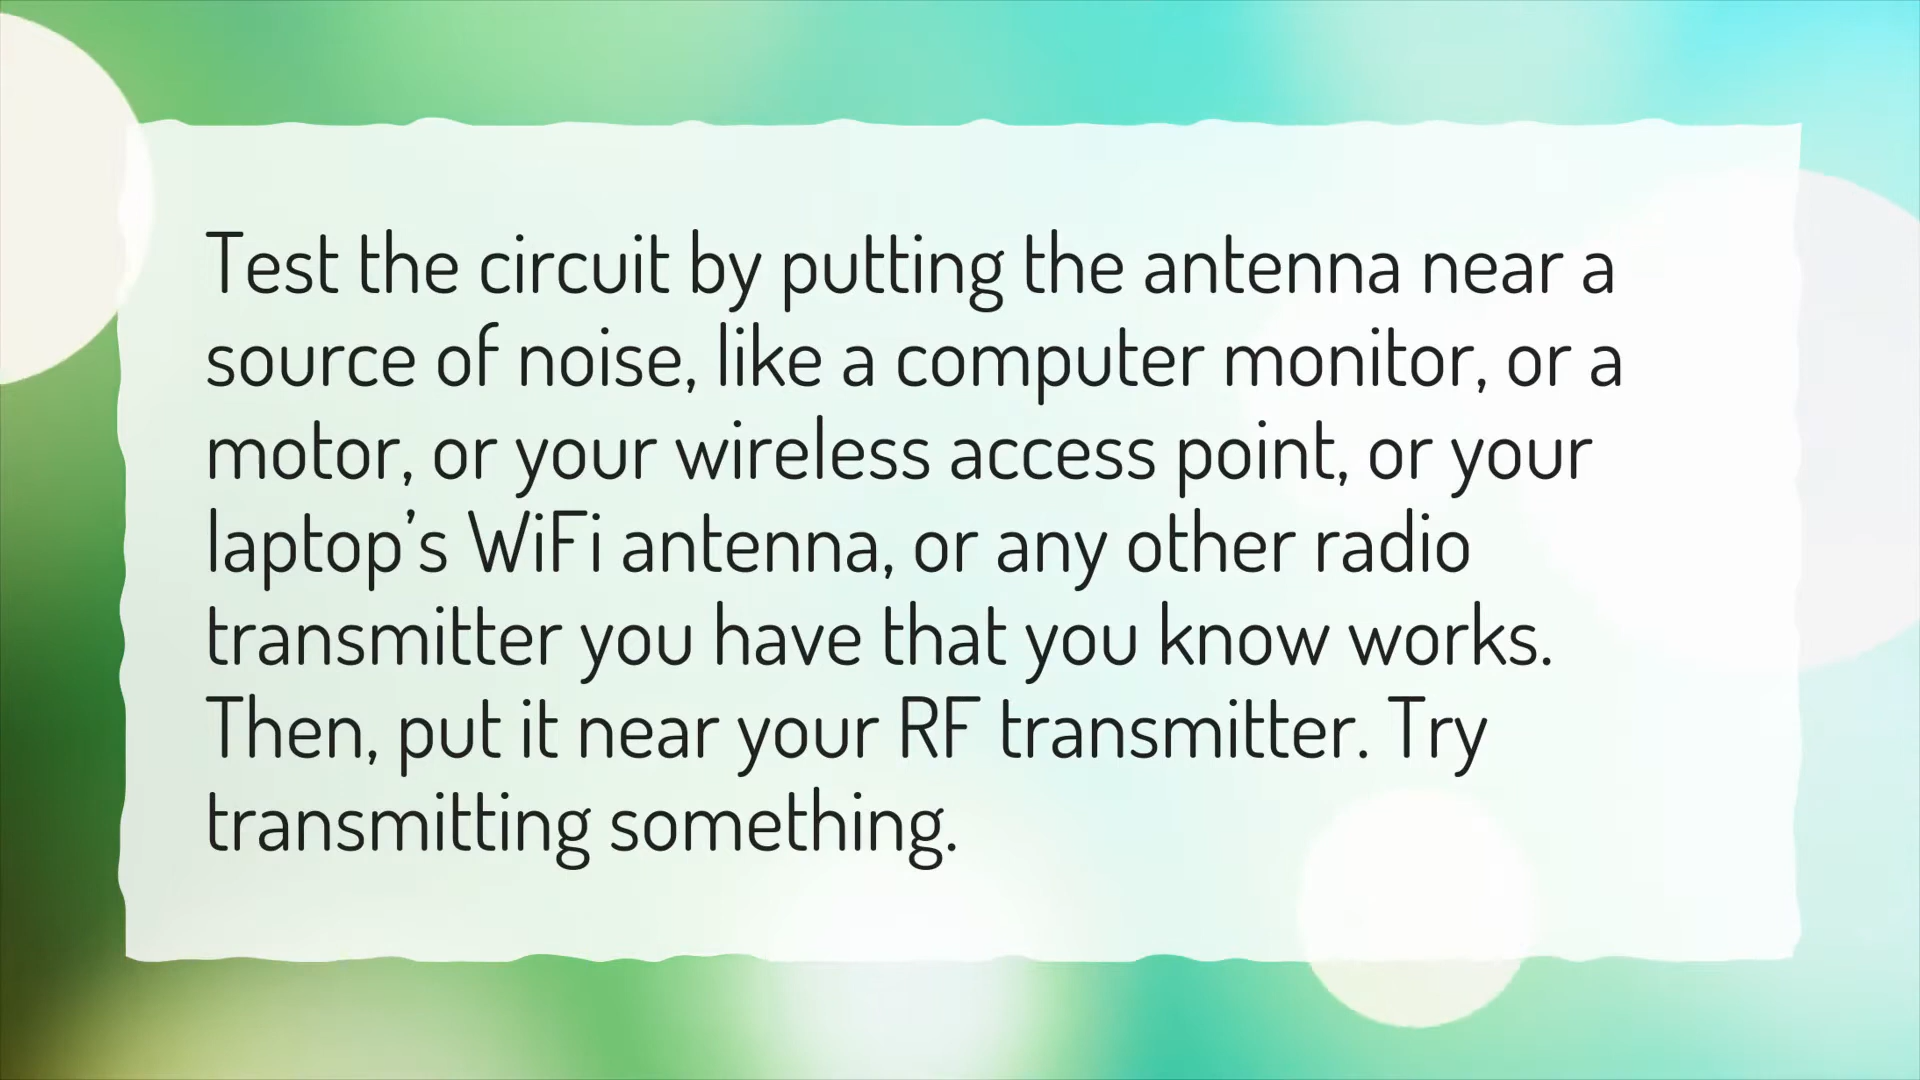 Test the circuit by putting the antenna near a
source of noise, like a computer monitor, or a
motor, or your wireless access point, or your
laptop’s WiFi antenna, or any other radio
transmitter you have that you know works.
Then, put it near your RF transmitter. Try
transmitting something.